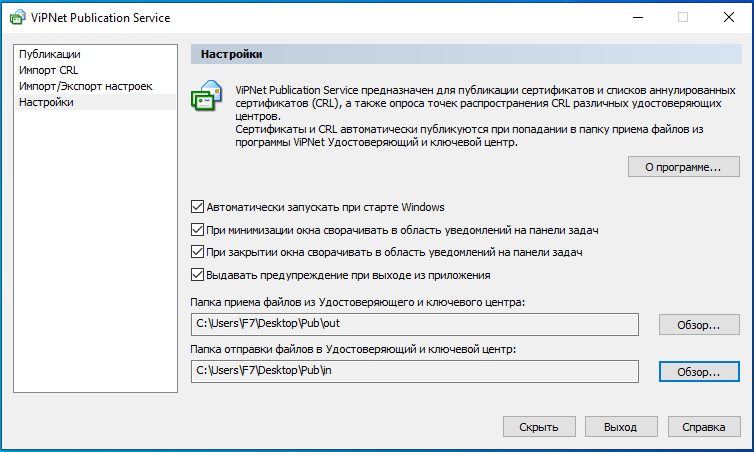 ViPNet Publication Service
Публикации
Импорт CRL
Импорт/Экспорт настроек
Настройки
Настройки
ViPNet Publication Service предназначен для публикации сертификатов и списков аннулированных
сертификатов (CRL), а также опроса точек распространения CRL различных удостоверяющих
центров.
Сертификаты и CRL автоматически публикуются при попадании в папку приема файлов из
программы ViPNet Удостоверяющий и ключевой центр.
О программе...
Автоматически запускать при старте Windows
При минимизации окна сворачивать в область уведомлений на панели задач
При закрытии окна сворачивать в область уведомлений на панели задач
Выдавать предупреждение при выходе из приложения
Папка приема файлов из Удостоверяющего и ключевого центра:
C:\Users\F7\Desktop\Pub\out
Обзор...
Папка отправки файлов в Удостоверяющий и ключевой центр:
C:\Users\F7\Desktop\Pub\in
Обзор...
Скрыть
Выход
Справка